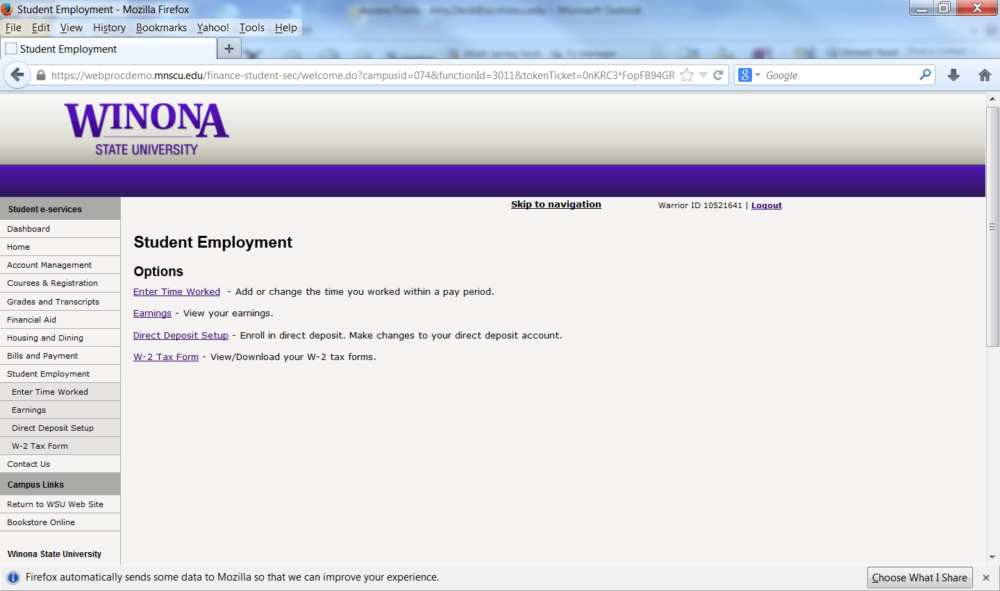 Student Employment - Mozilla Firefox
File Edit View History Bookmarks Yahoo! Tools Help
Student Employment
https://webprocdemo.mnscu.edu/finance-student-sec/welcome.do?campusid=074&functionId=3011&tokenTicket=0nKRC3*FopFB94GR
Google
WINONA
STATE UNIVERSITY
Skip to navigation
Warrior ID 10521641 | Logout
Student e-services
Dashboard
Home
Account Management
Courses & Registration
Grades and Transcripts
Financial Aid
Housing and Dining
Bills and Payment
Student Employment
Enter Time Worked
Earnings
Direct Deposit Setup
W-2 Tax Form
Contact Us
Campus Links
Return to WSU Web Site
Bookstore Online
Winona State University
Student Employment
Options
Enter Time Worked - Add or change the time you worked within a pay period.
Earnings - View your earnings.
Direct Deposit Setup - Enroll in direct deposit. Make changes to your direct deposit account.
W-2 Tax Form - View/Download your W-2 tax forms.
Firefox automatically sends some data to Mozilla so that we can improve your experience.
Choose What I Share